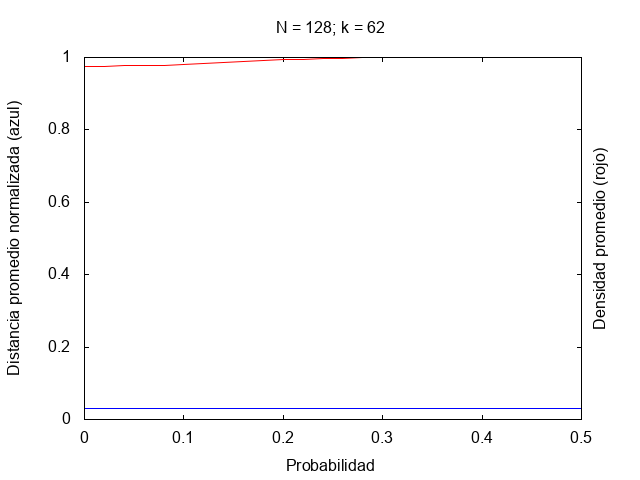 N = 128; k = 62
Distancia promedio normalizada (azul)
1
0.8
0.6
0.4
0.2
0
Densidad promedio (rojo)
0 0.1 0.2 0.3 0.4 0.5
Probabilidad